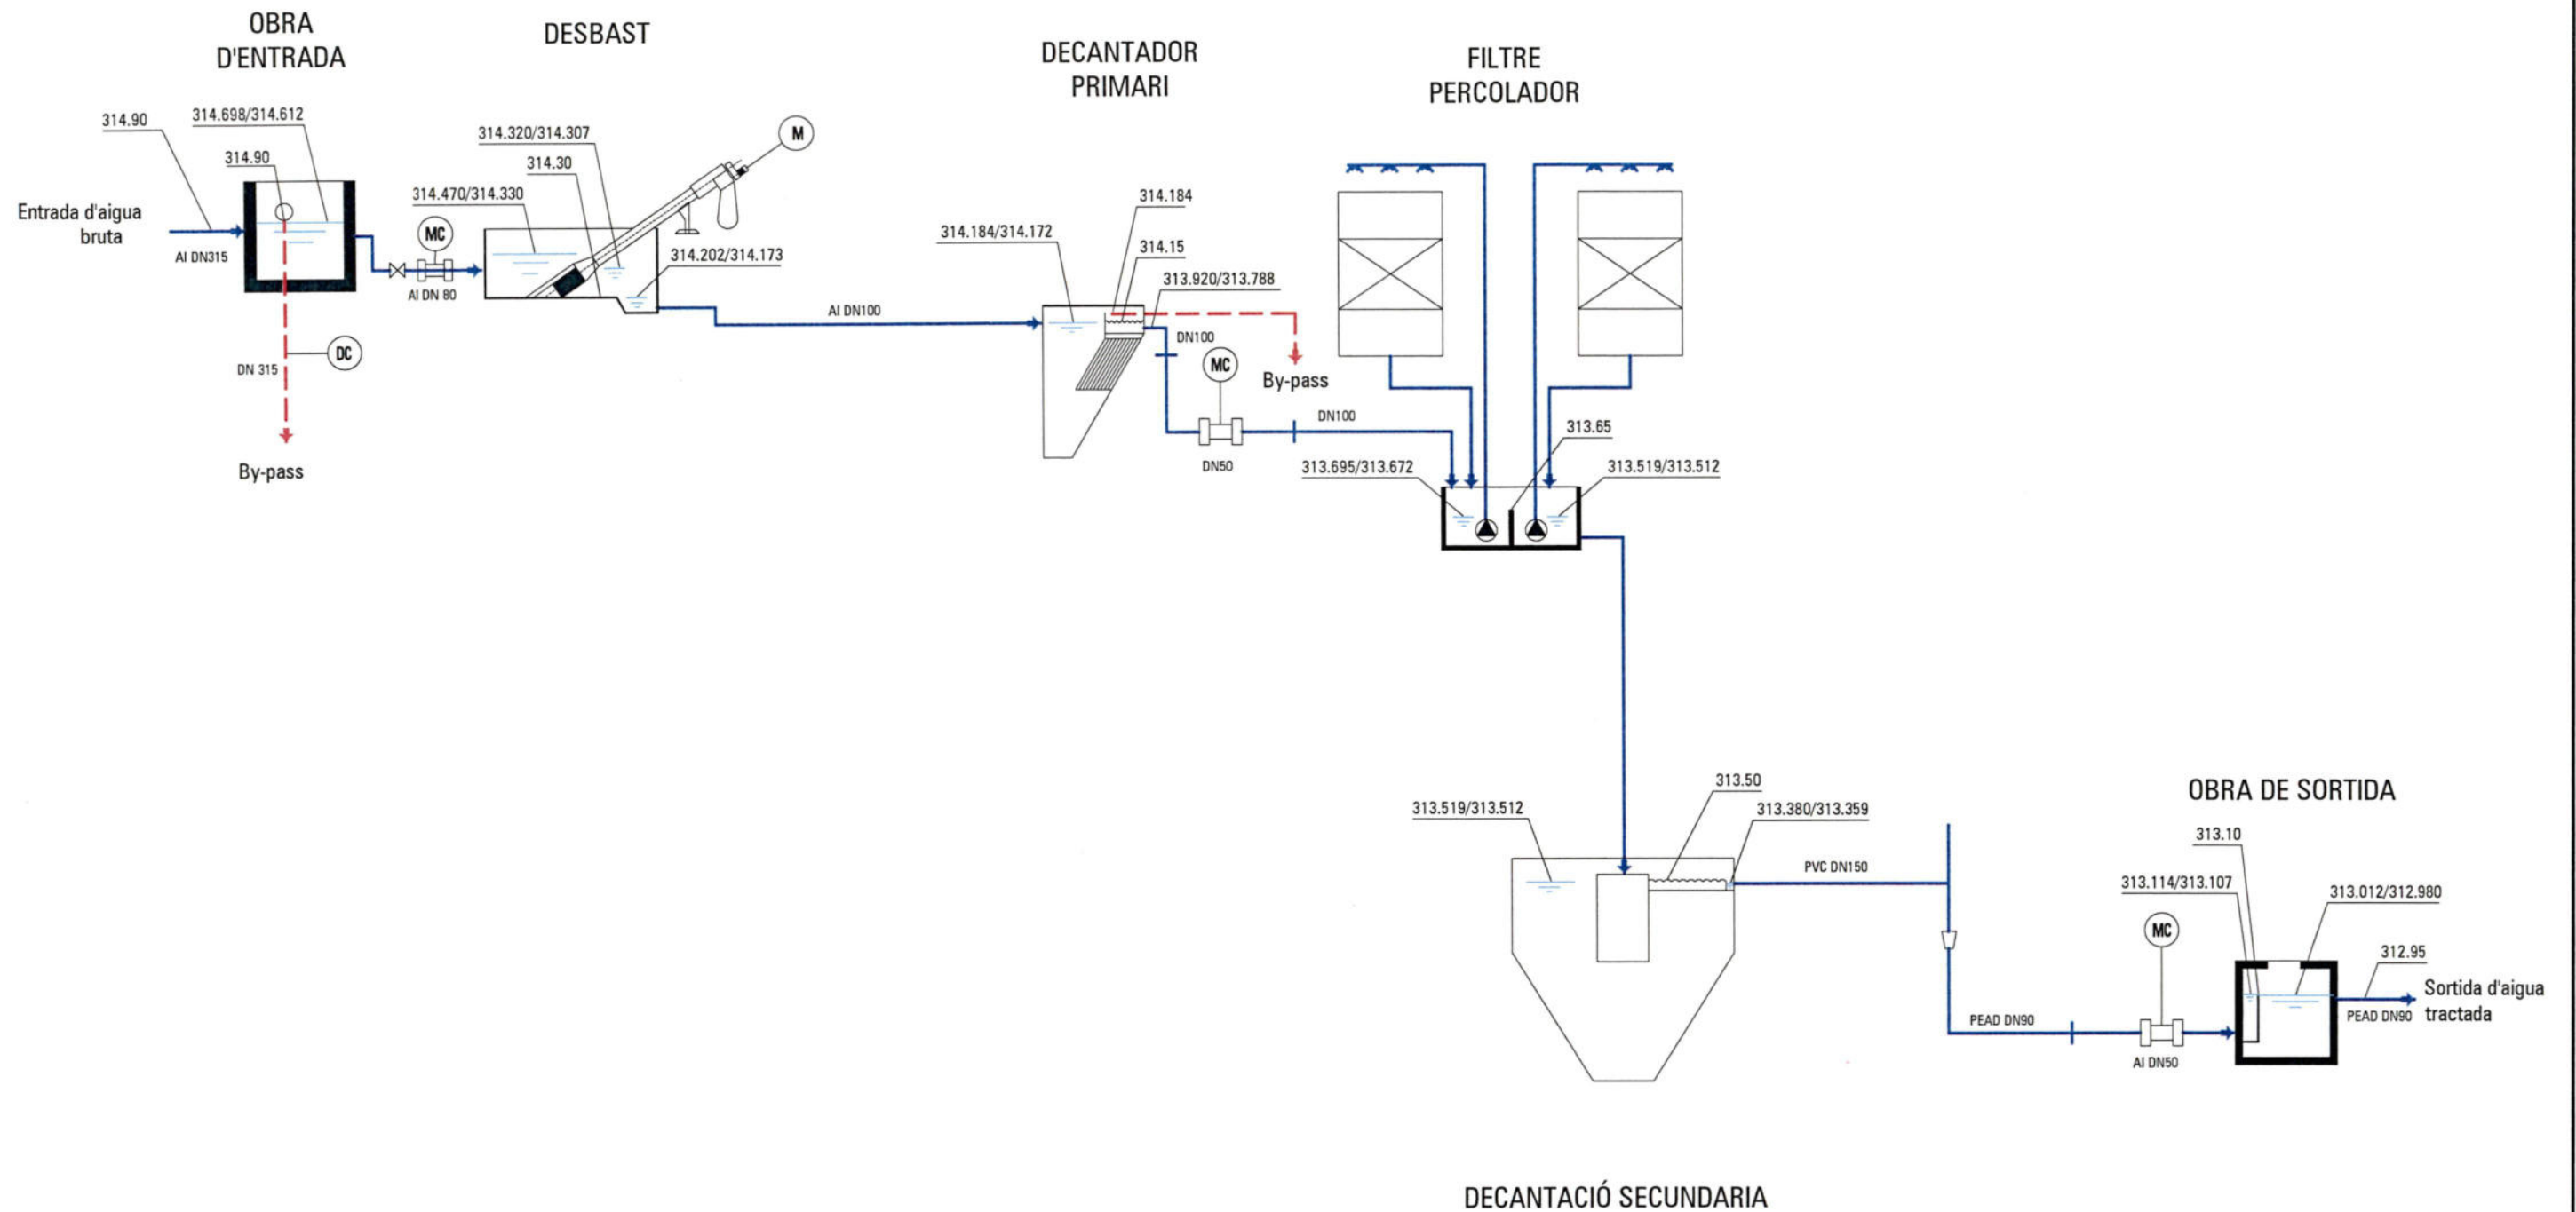 OBRA
D'ENTRADA
DESBAST
DECANTADOR
PRIMARI
FILTRE
PERCOLADOR
314.90
314.698/314.612
314.90
Entrada d'aigua
bruta
AI DN315
MC
AI DN 80
DN 315
DC
By-pass
314.320/314.307
314.30
314.470/314.330
M
314.202/314.173
AI DN100
314.184/314.172
314.184
314.15
313.920/313.788
DN100
MC
By-pass
DN50
DN100
313.65
313.695/313.672
313.519/313.512
313.519/313.512
313.50
313.380/313.359
PVC DN150
OBRA DE SORTIDA
313.10
313.114/313.107
313.012/312.980
MC
312.95
Sortida d'aigua
tractada
PEAD DN90
PEAD DN90
AI DN50
DECANTACIÓ SECUNDARIA